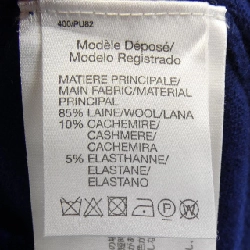 400/PU82
Modèle Déposé/
Modelo Registrado
MATIERE PRINCIPALE/
MAIN FABRIC/MATERIAL
PRINCIPAL
85% LAINE/WOOL/LANA
10% CACHEMIRE/
CASHMERE/
CACHEMIRA
5% ELASTHANNE/
ELASTANE/
ELASTANO